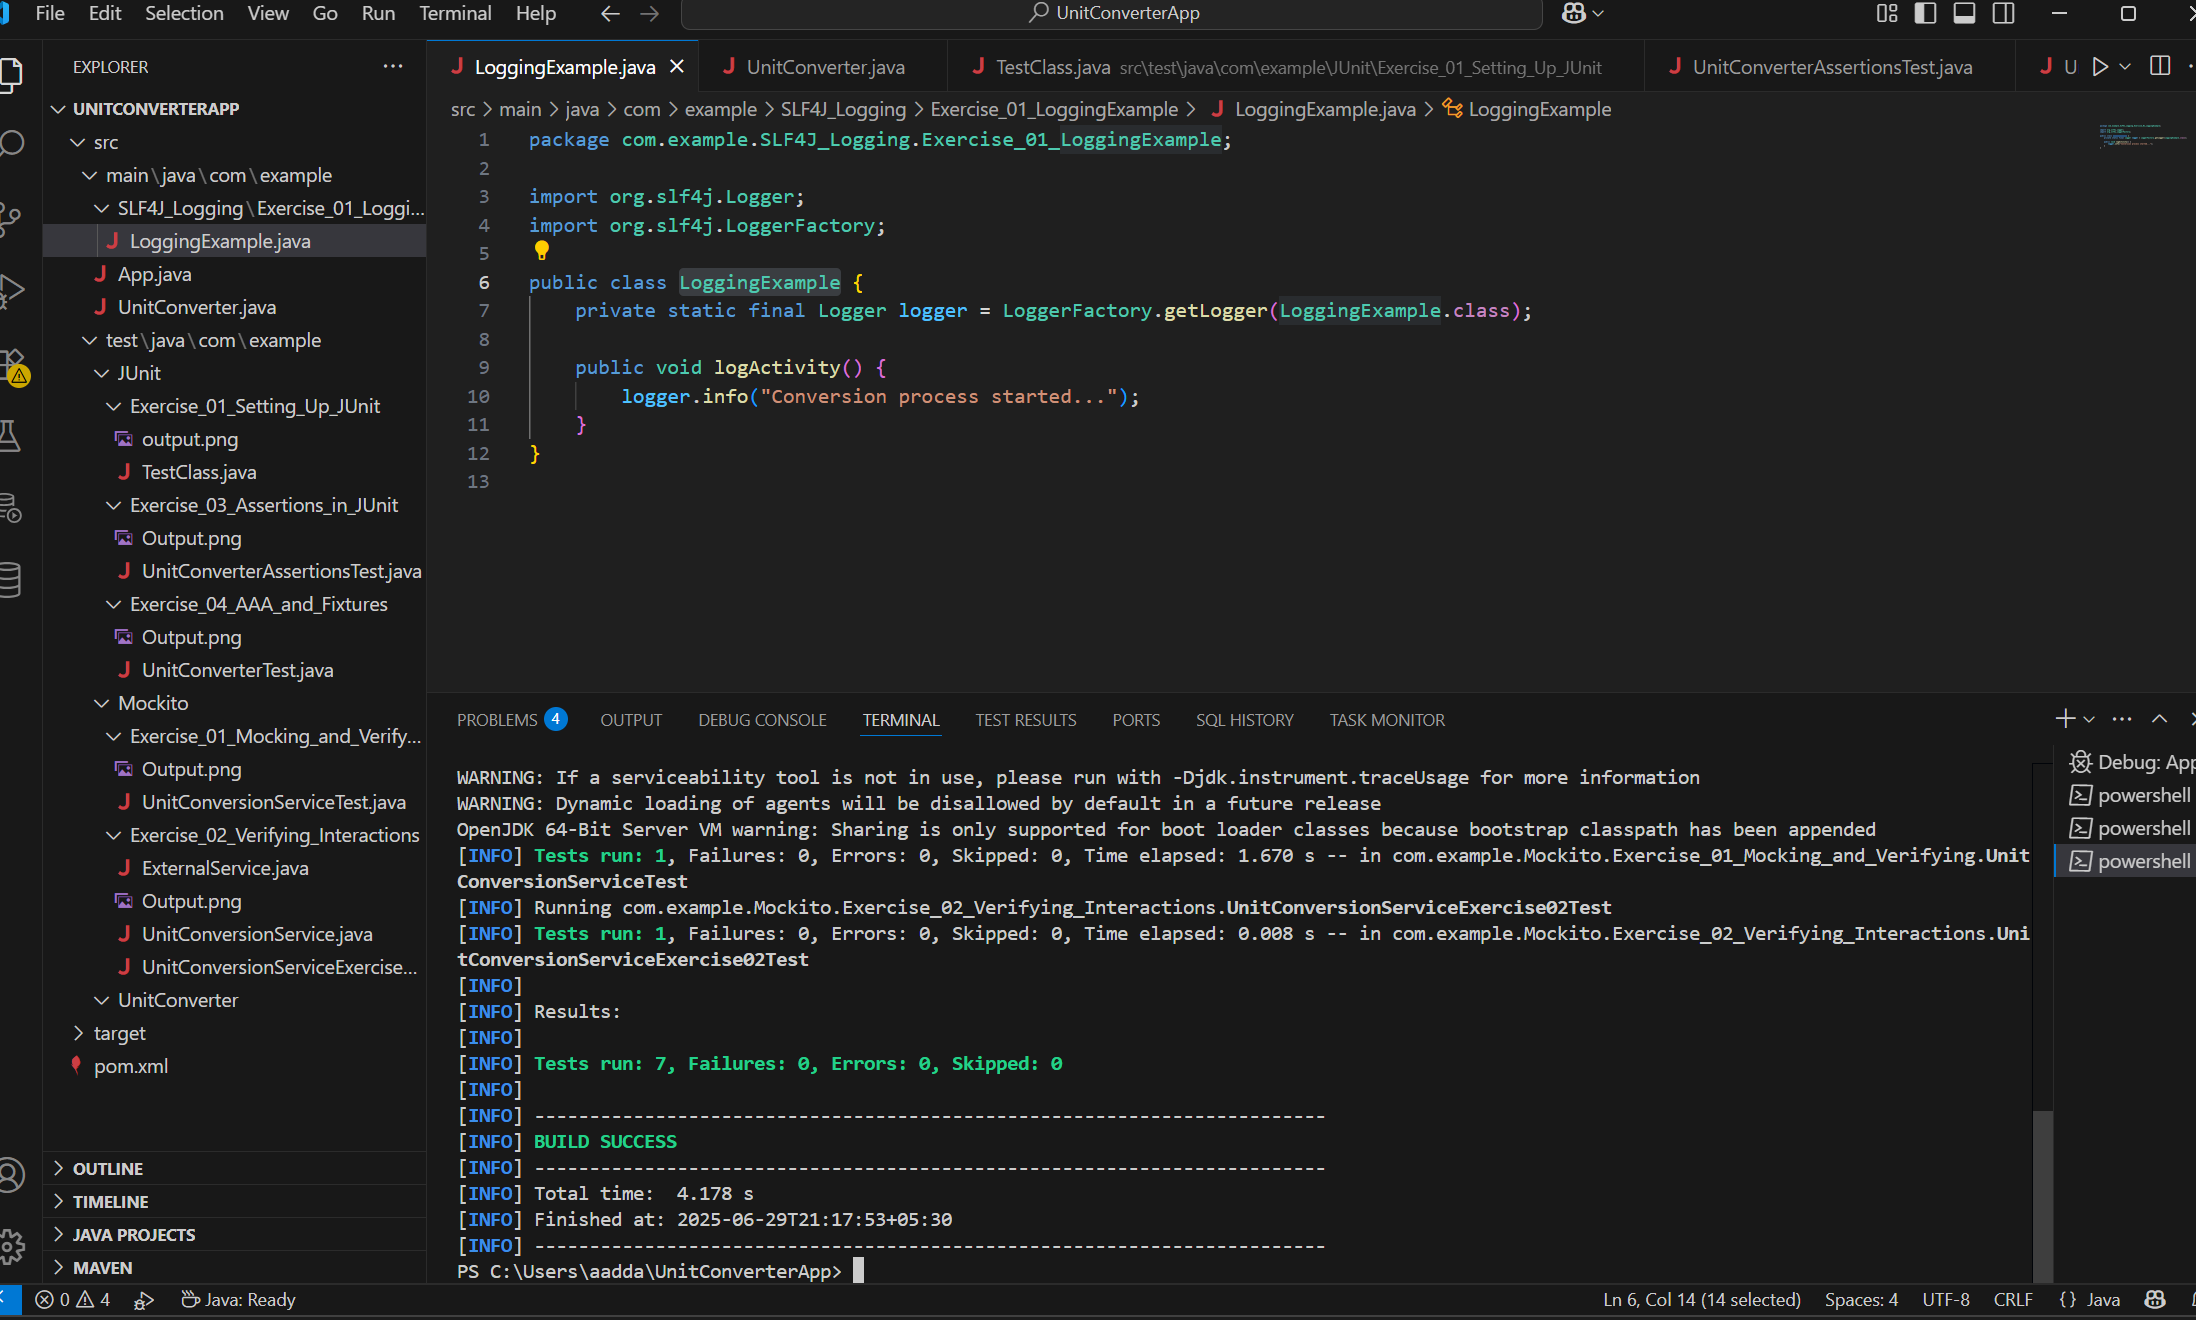 File Edit Selection View Go Run Terminal Help
UnitConverterApp
EXPLORER
UNITCONVERTERAPP
src
main\java\com\example
SLF4J_Logging\Exercise_01_Loggi...
LoggingExample.java
App.java
UnitConverter.java
test\java\com\example
JUnit
Exercise_01_Setting_Up_JUnit
output.png
TestClass.java
Exercise_03_Assertions_in_JUnit
Output.png
UnitConverterAssertionsTest.java
Exercise_04_AAA_and_Fixtures
Output.png
UnitConverterTest.java
Mockito
Exercise_01_Mocking_and_Verify...
Output.png
UnitConversionServiceTest.java
Exercise_02_Verifying_Interactions
ExternalService.java
Output.png
UnitConversionService.java
UnitConversionServiceExercise...
UnitConverter
target
pom.xml
OUTLINE
TIMELINE
JAVA PROJECTS
MAVEN
LoggingExample.java UnitConverter.java TestClass.java src\test\java\com\example\JUnit\Exercise_01_Setting_Up_JUnit UnitConverterAssertionsTest.java U
src > main > java > com > example > SLF4J_Logging > Exercise_01_LoggingExample > LoggingExample.java > LoggingExample
1 package com.example.SLF4J_Logging.Exercise_01_LoggingExample;
2
3 import org.slf4j.Logger;
4 import org.slf4j.LoggerFactory;
5
6 public class LoggingExample {
7 private static final Logger logger = LoggerFactory.getLogger(LoggingExample.class);
8
9 public void logActivity() {
10 logger.info("Conversion process started...");
11 }
12 }
13
PROBLEMS 4 OUTPUT DEBUG CONSOLE TERMINAL TEST RESULTS PORTS SQL HISTORY TASK MONITOR
WARNING: If a serviceability tool is not in use, please run with -Djdk.instrument.traceUsage for more information
WARNING: Dynamic loading of agents will be disallowed by default in a future release
OpenJDK 64-Bit Server VM warning: Sharing is only supported for boot loader classes because bootstrap classpath has been appended
[INFO] Tests run: 1, Failures: 0, Errors: 0, Skipped: 0, Time elapsed: 1.670 s -- in com.example.Mockito.Exercise_01_Mocking_and_Verifying.Unit
ConversionServiceTest
[INFO] Running com.example.Mockito.Exercise_02_Verifying_Interactions.UnitConversionServiceExercise02Test
[INFO] Tests run: 1, Failures: 0, Errors: 0, Skipped: 0, Time elapsed: 0.008 s -- in com.example.Mockito.Exercise_02_Verifying_Interactions.Uni
tConversionServiceExercise02Test
[INFO]
[INFO] Results:
[INFO]
[INFO] Tests run: 7, Failures: 0, Errors: 0, Skipped: 0
[INFO]
[INFO] ------------------------------------------------------------------------
[INFO] BUILD SUCCESS
[INFO] ------------------------------------------------------------------------
[INFO] Total time:  4.178 s
[INFO] Finished at: 2025-06-29T21:17:53+05:30
[INFO] ------------------------------------------------------------------------
PS C:\Users\aadda\UnitConverterApp>
Debug: App
powershell
powershell
powershell
0 4 Java: Ready
Ln 6, Col 14 (14 selected) Spaces: 4 UTF-8 CRLF {} Java